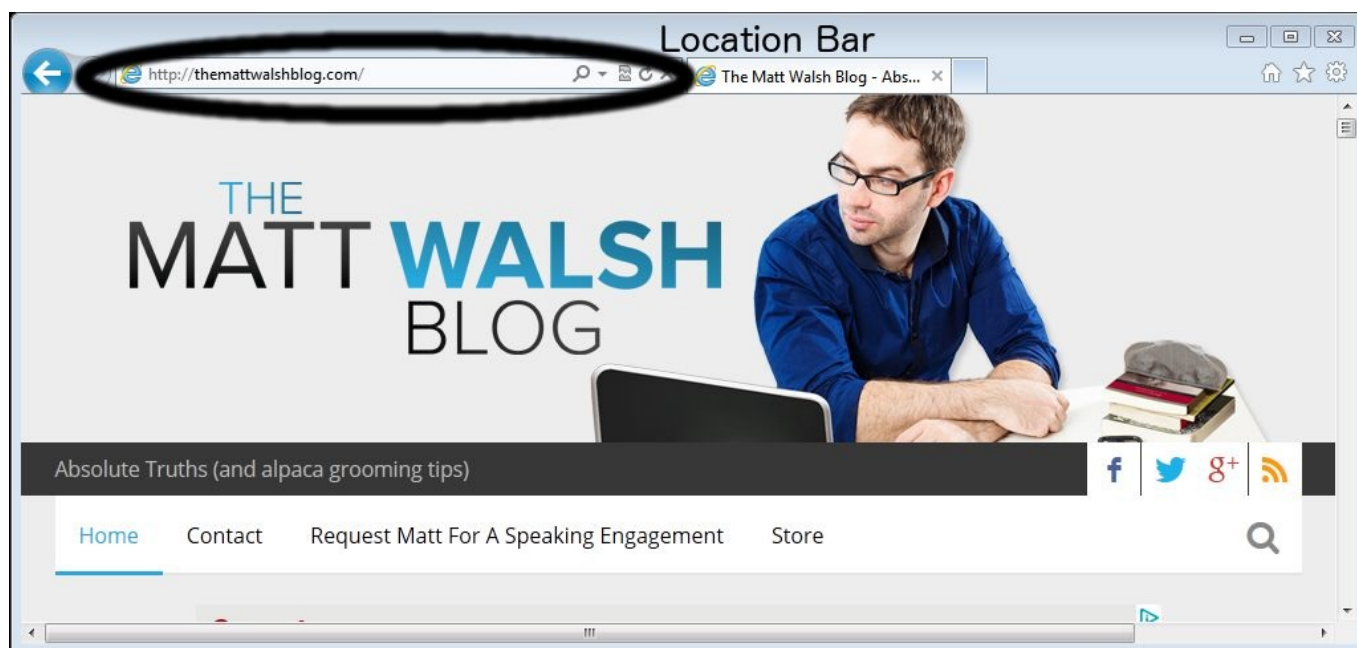 Location Bar
http://themattwalshblog.com/
The Matt Walsh Blog - Abs...
THE
MATT WALSH
BLOG
Absolute Truths (and alpaca grooming tips)
f
g+
Home Contact Request Matt For A Speaking Engagement Store